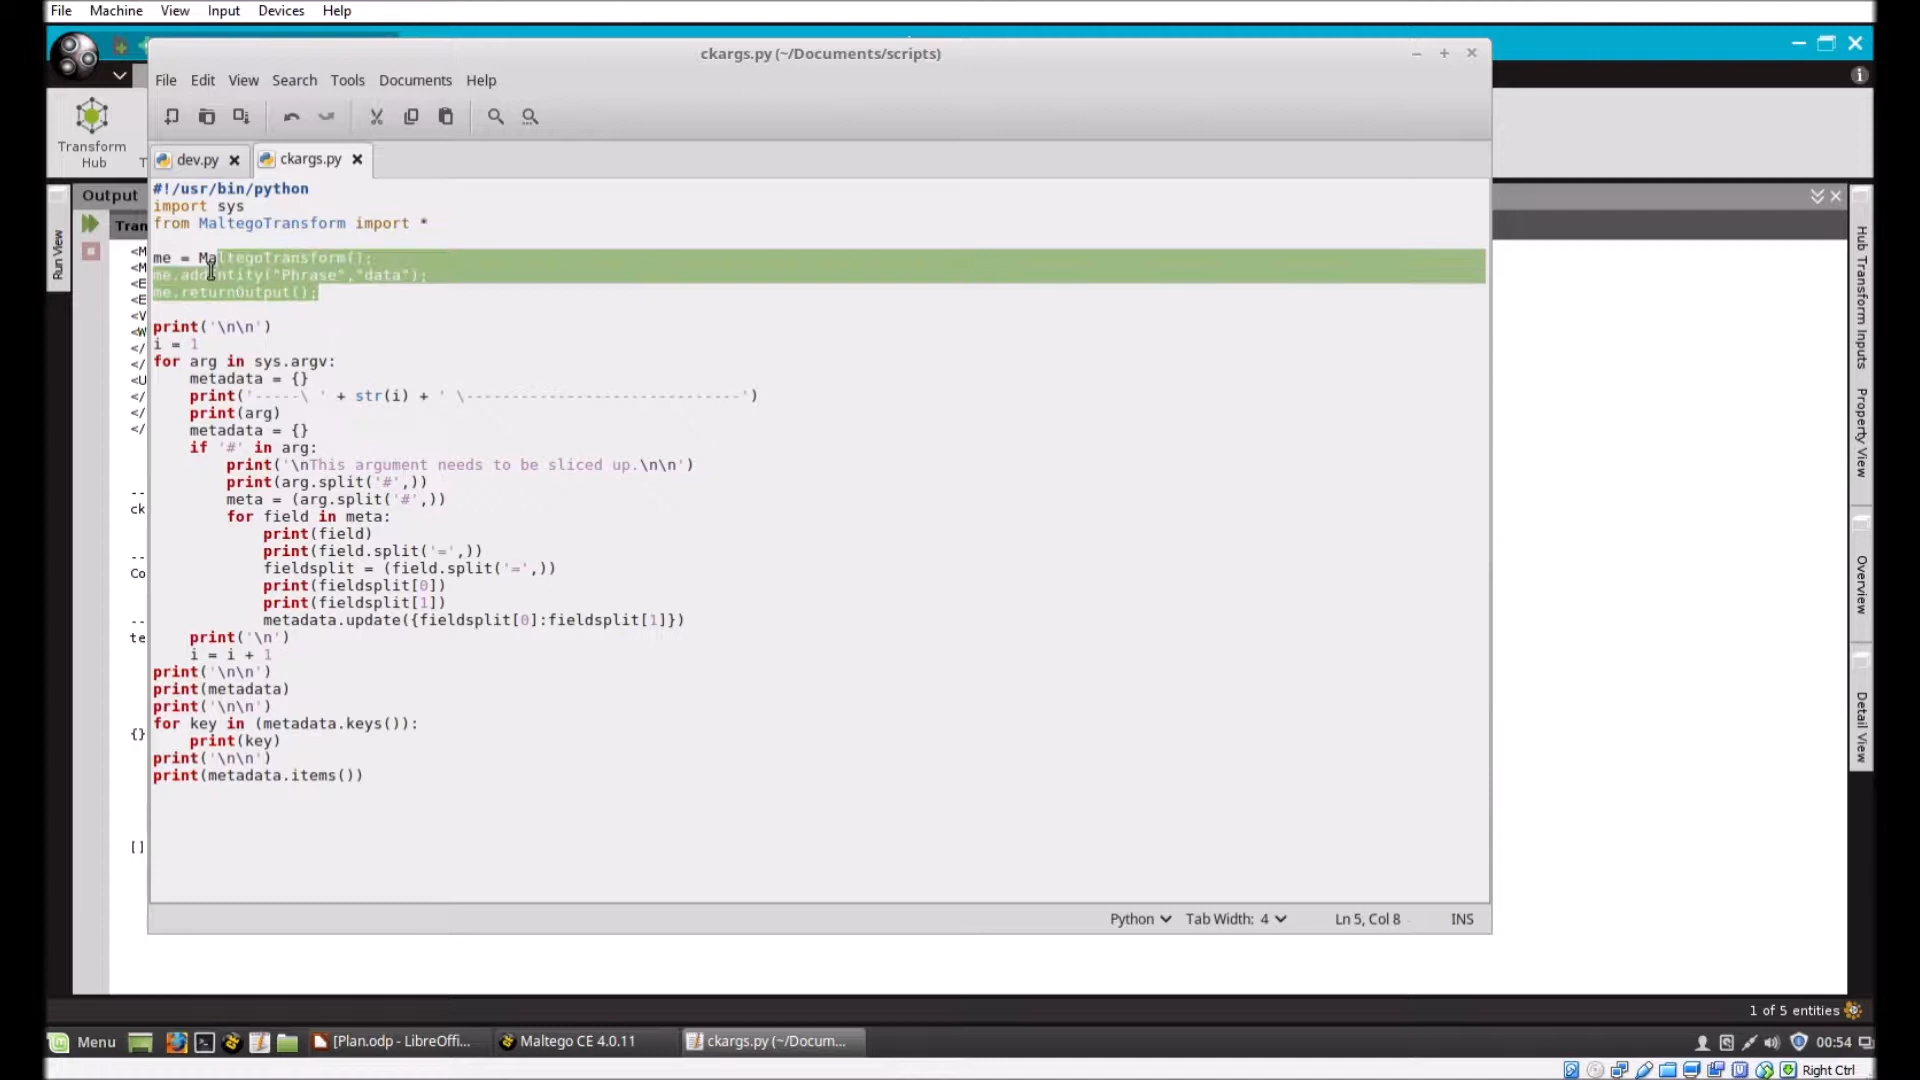 File Machine View Input Devices Help
ckargs.py (~/Documents/scripts)
File Edit View Search Tools Documents Help
Transform
Hub
T
dev.py
ckargs.py
Output
Tran
Run View
#!/usr/bin/python
import sys
from MaltegoTransform import *
me = MaltegoTransform();
me.addEntity("Phrase","data");
me.returnOutput();
print('\n\n')
i = 1
for arg in sys.argv:
metadata = {}
print('-----\ ' + str(i) + ' \------------------------------')
print(arg)
metadata = {}
if '#' in arg:
print('\nThis argument needs to be sliced up.\n\n')
print(arg.split('#',))
meta = (arg.split('#',))
for field in meta:
print(field)
print(field.split('=',))
fieldsplit = (field.split('=',))
print(fieldsplit[0])
print(fieldsplit[1])
metadata.update({fieldsplit[0]:fieldsplit[1]})
print('\n')
i = i + 1
print('\n\n')
print(metadata)
print('\n\n')
for key in (metadata.keys()):
print(key)
print('\n\n')
print(metadata.items())
<M
<M
<E
<E
<V
<W
</
</
<U
</
</
</
--
ck
--
Co
--
te
{}
[]
Hub Transform Inputs
Property View
Overview
Detail View
Python Tab Width: 4 Ln 5, Col 8 INS
1 of 5 entities
Menu [Plan.odp - LibreOffi... Maltego CE 4.0.11 ckargs.py (~/Docum... 00:54
Right Ctrl